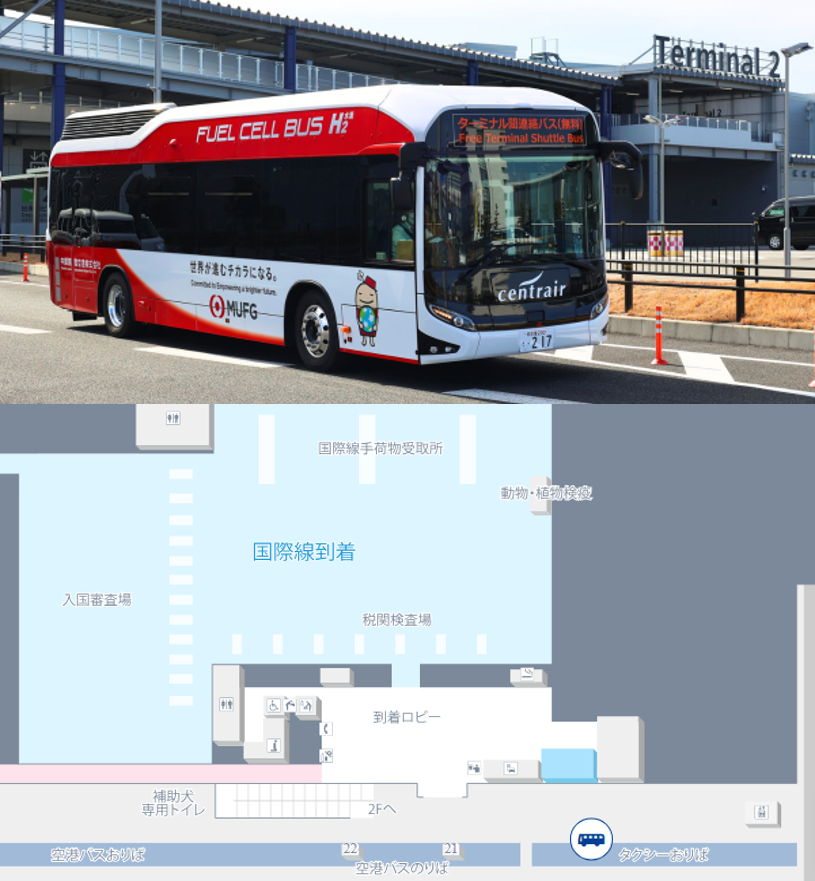 Terminal 2
FUEL CELL BUS H2
水素
ターミナル間連絡バス(無料)
Free Terminal Shuttle Bus
世界が進むチカラになる。
Committed to Empowering a brighter future.
MUFG
centrair
217
国際線手荷物受取所
動物・植物検疫
国際線到着
入国審査場
税関検査場
到着ロビー
補助犬
専用トイレ
2Fへ
空港バスおりば
22
21
空港バスのりば
タクシーおりば